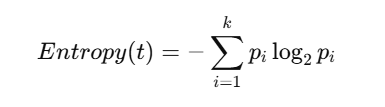 Entropy(t) = − ∑_{i=1}^{k} p_i log_2 p_i